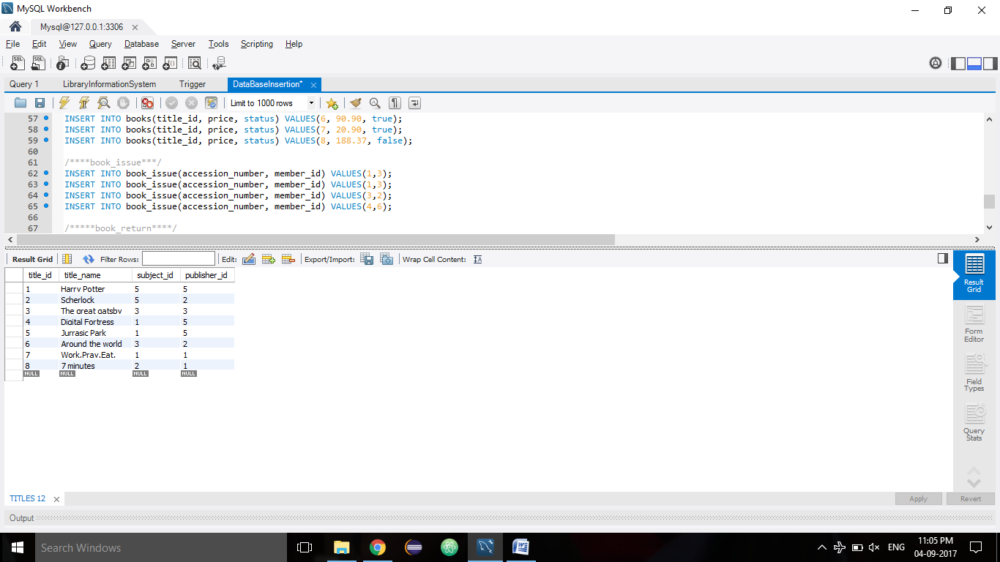 MySQL Workbench
Mysql@127.0.0.1:3306
File Edit View Query Database Server Tools Scripting Help
Query 1 LibraryInformationSystem Trigger DataBaseInsertion*
Limit to 1000 rows
57 INSERT INTO books(title_id, price, status) VALUES(6, 90.90, true);
58 INSERT INTO books(title_id, price, status) VALUES(7, 20.90, true);
59 INSERT INTO books(title_id, price, status) VALUES(8, 188.37, false);
60
61 /****book_issue***/
62 INSERT INTO book_issue(accession_number, member_id) VALUES(1,3);
63 INSERT INTO book_issue(accession_number, member_id) VALUES(1,3);
64 INSERT INTO book_issue(accession_number, member_id) VALUES(3,2);
65 INSERT INTO book_issue(accession_number, member_id) VALUES(4,6);
66
67 /*****book_return****/
Result Grid Filter Rows: Edit: Export/Import: Wrap Cell Content:
title_id title_name subject_id publisher_id
1 Harry Potter 5 5
2 Scherlock 5 2
3 The great gatsby 3 3
4 Digital Fortress 1 5
5 Jurrasic Park 1 5
6 Around the world 3 2
7 Work.Pray.Eat. 1 1
8 7 minutes 2 1
NULL NULL NULL NULL
Result
Grid
Form
Editor
Field
Types
Query
Stats
TITLES 12
Apply Revert
Output
Search Windows
ENG
11:05 PM
04-09-2017